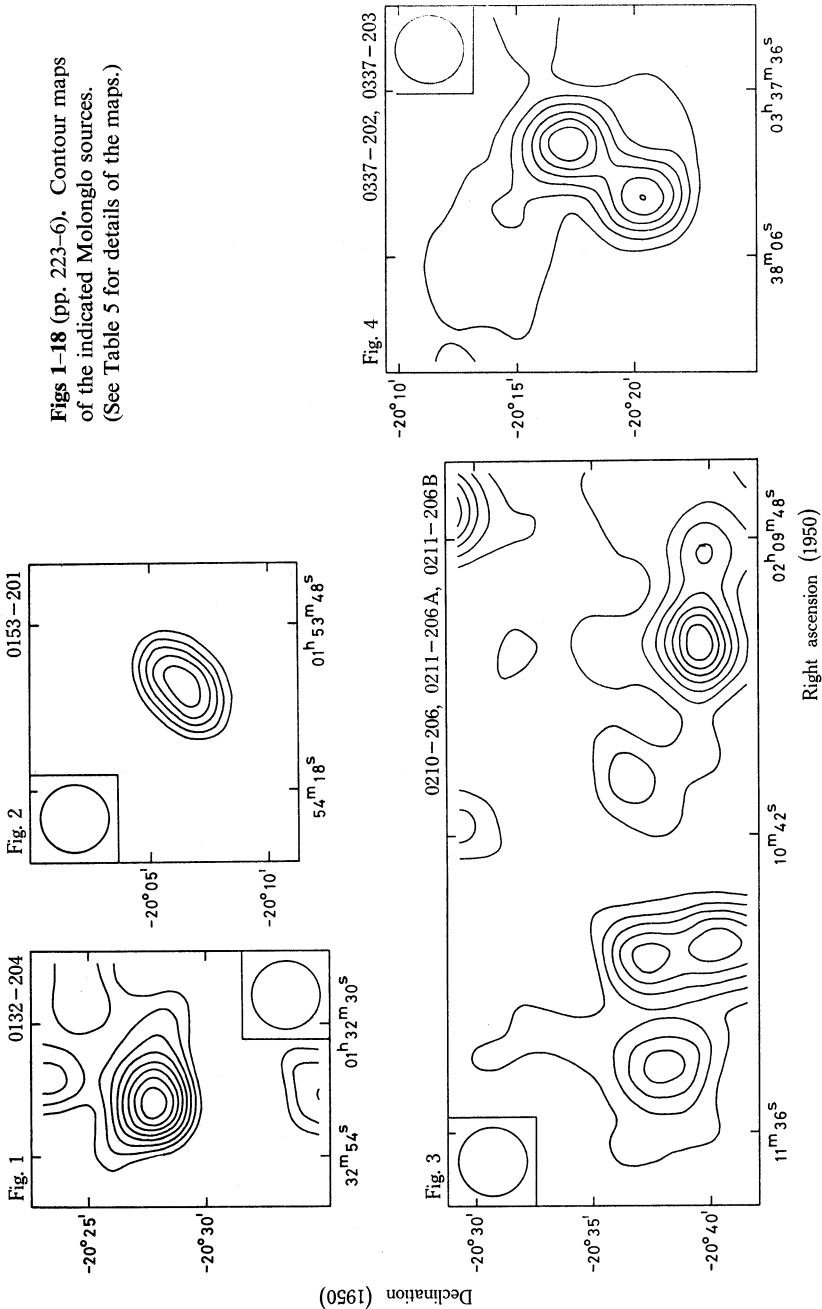 Figs 1–18 (pp. 223–6). Contour maps
of the indicated Molonglo sources.
(See Table 5 for details of the maps.)
Fig. 1
0132−204
−20°25'
−20°30'
32m54s
01h32m30s
Fig. 2
0153−201
−20°05'
−20°10'
54m18s
01h53m48s
Fig. 3
0210−206, 0211−206A, 0211−206B
−20°30'
−20°35'
−20°40'
11m36s
10m42s
02h09m48s
Fig. 4
0337−202, 0337−203
−20°10'
−20°15'
−20°20'
38m06s
03h37m36s
Declination (1950)
Right ascension (1950)